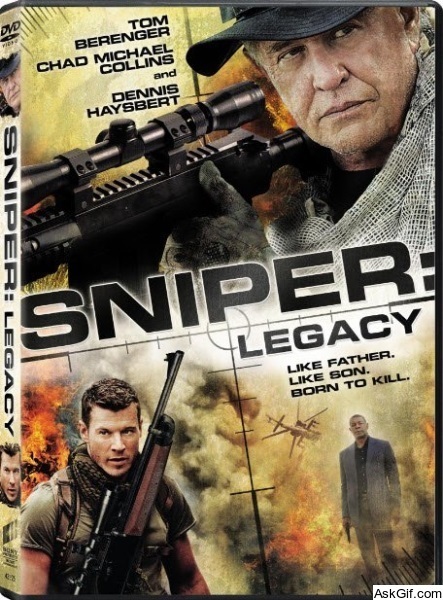 DVD
VIDEO
SNIPER: LEGACY
TOM
BERENGER
CHAD MICHAEL
COLLINS
and
DENNIS
HAYSBERT
SNIPER:
LEGACY
LIKE FATHER.
LIKE SON.
BORN TO KILL.
AskGif.com